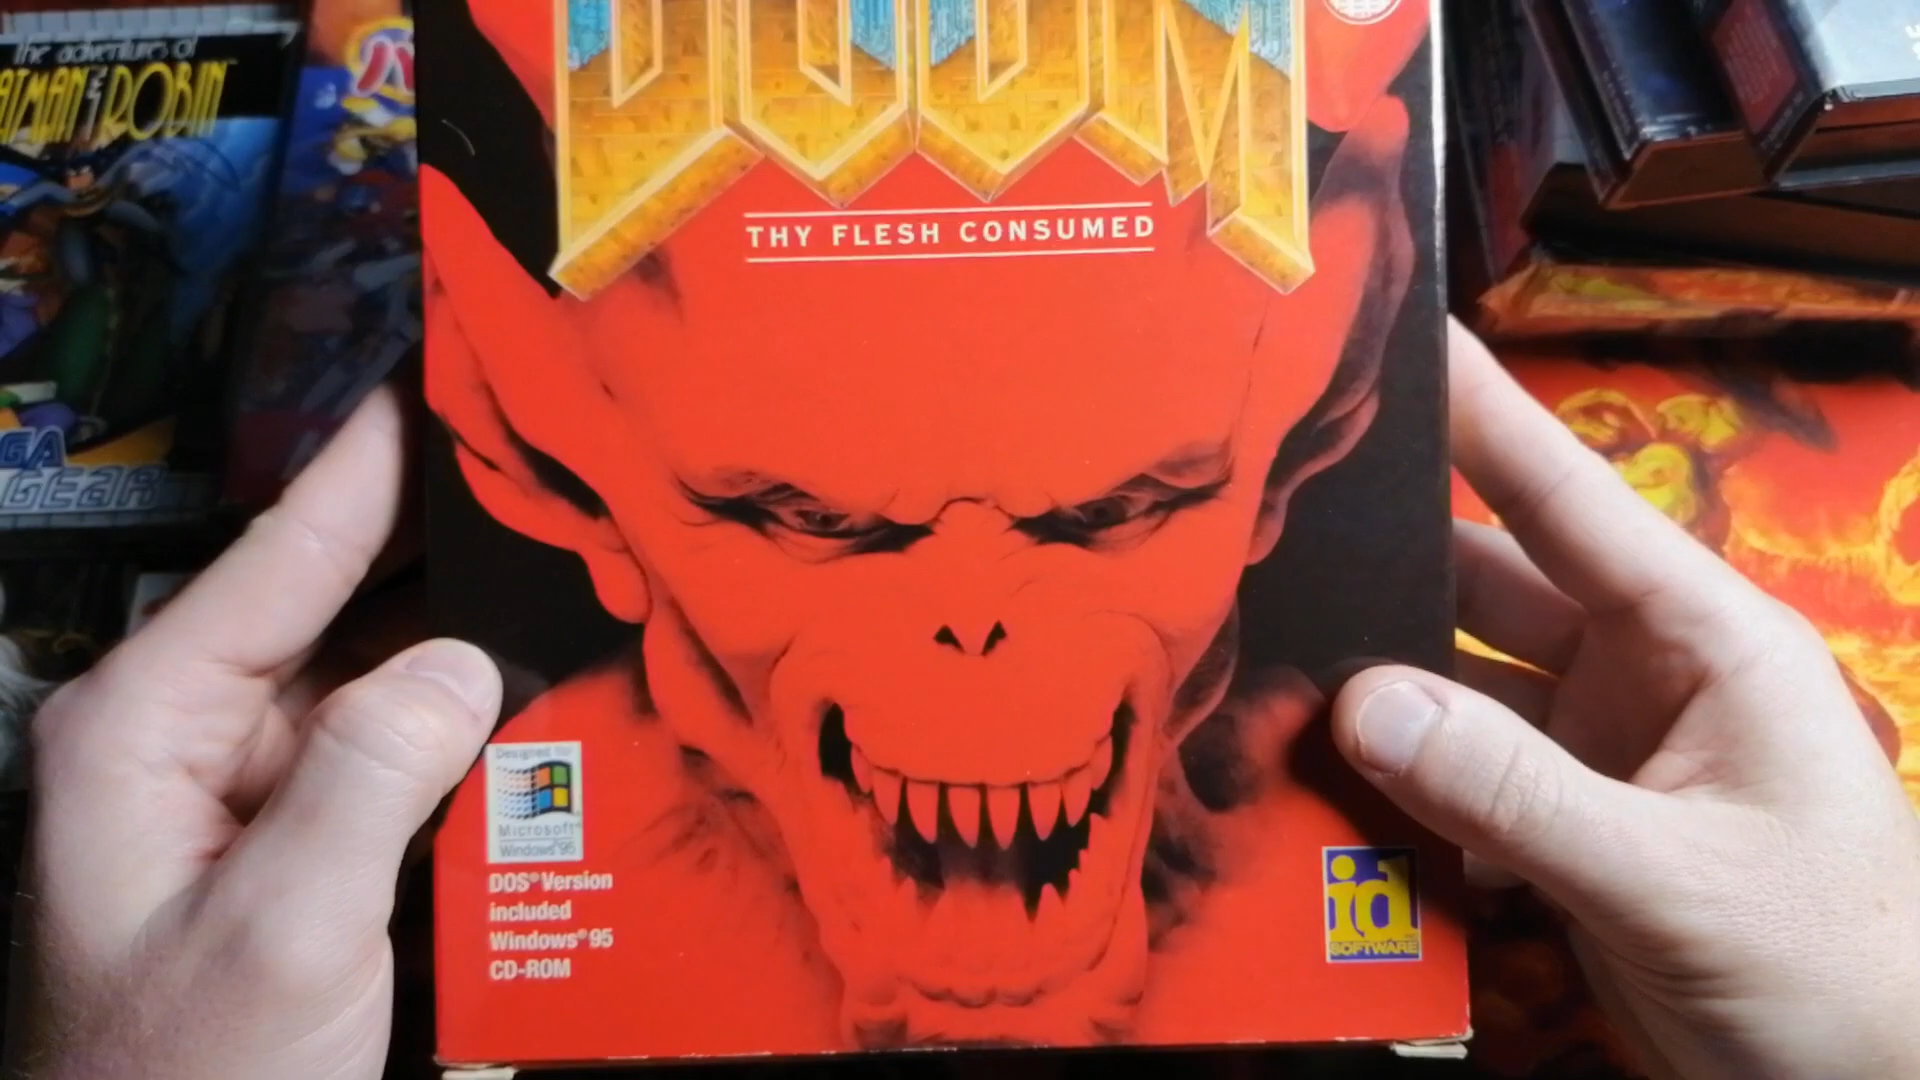 the adventures of
ATMAN & ROBIN
DOOM
THY FLESH CONSUMED
GA
GEAR
Designed for
Microsoft®
Windows®95
DOS® Version
included
Windows® 95
CD-ROM
id
SOFTWARE